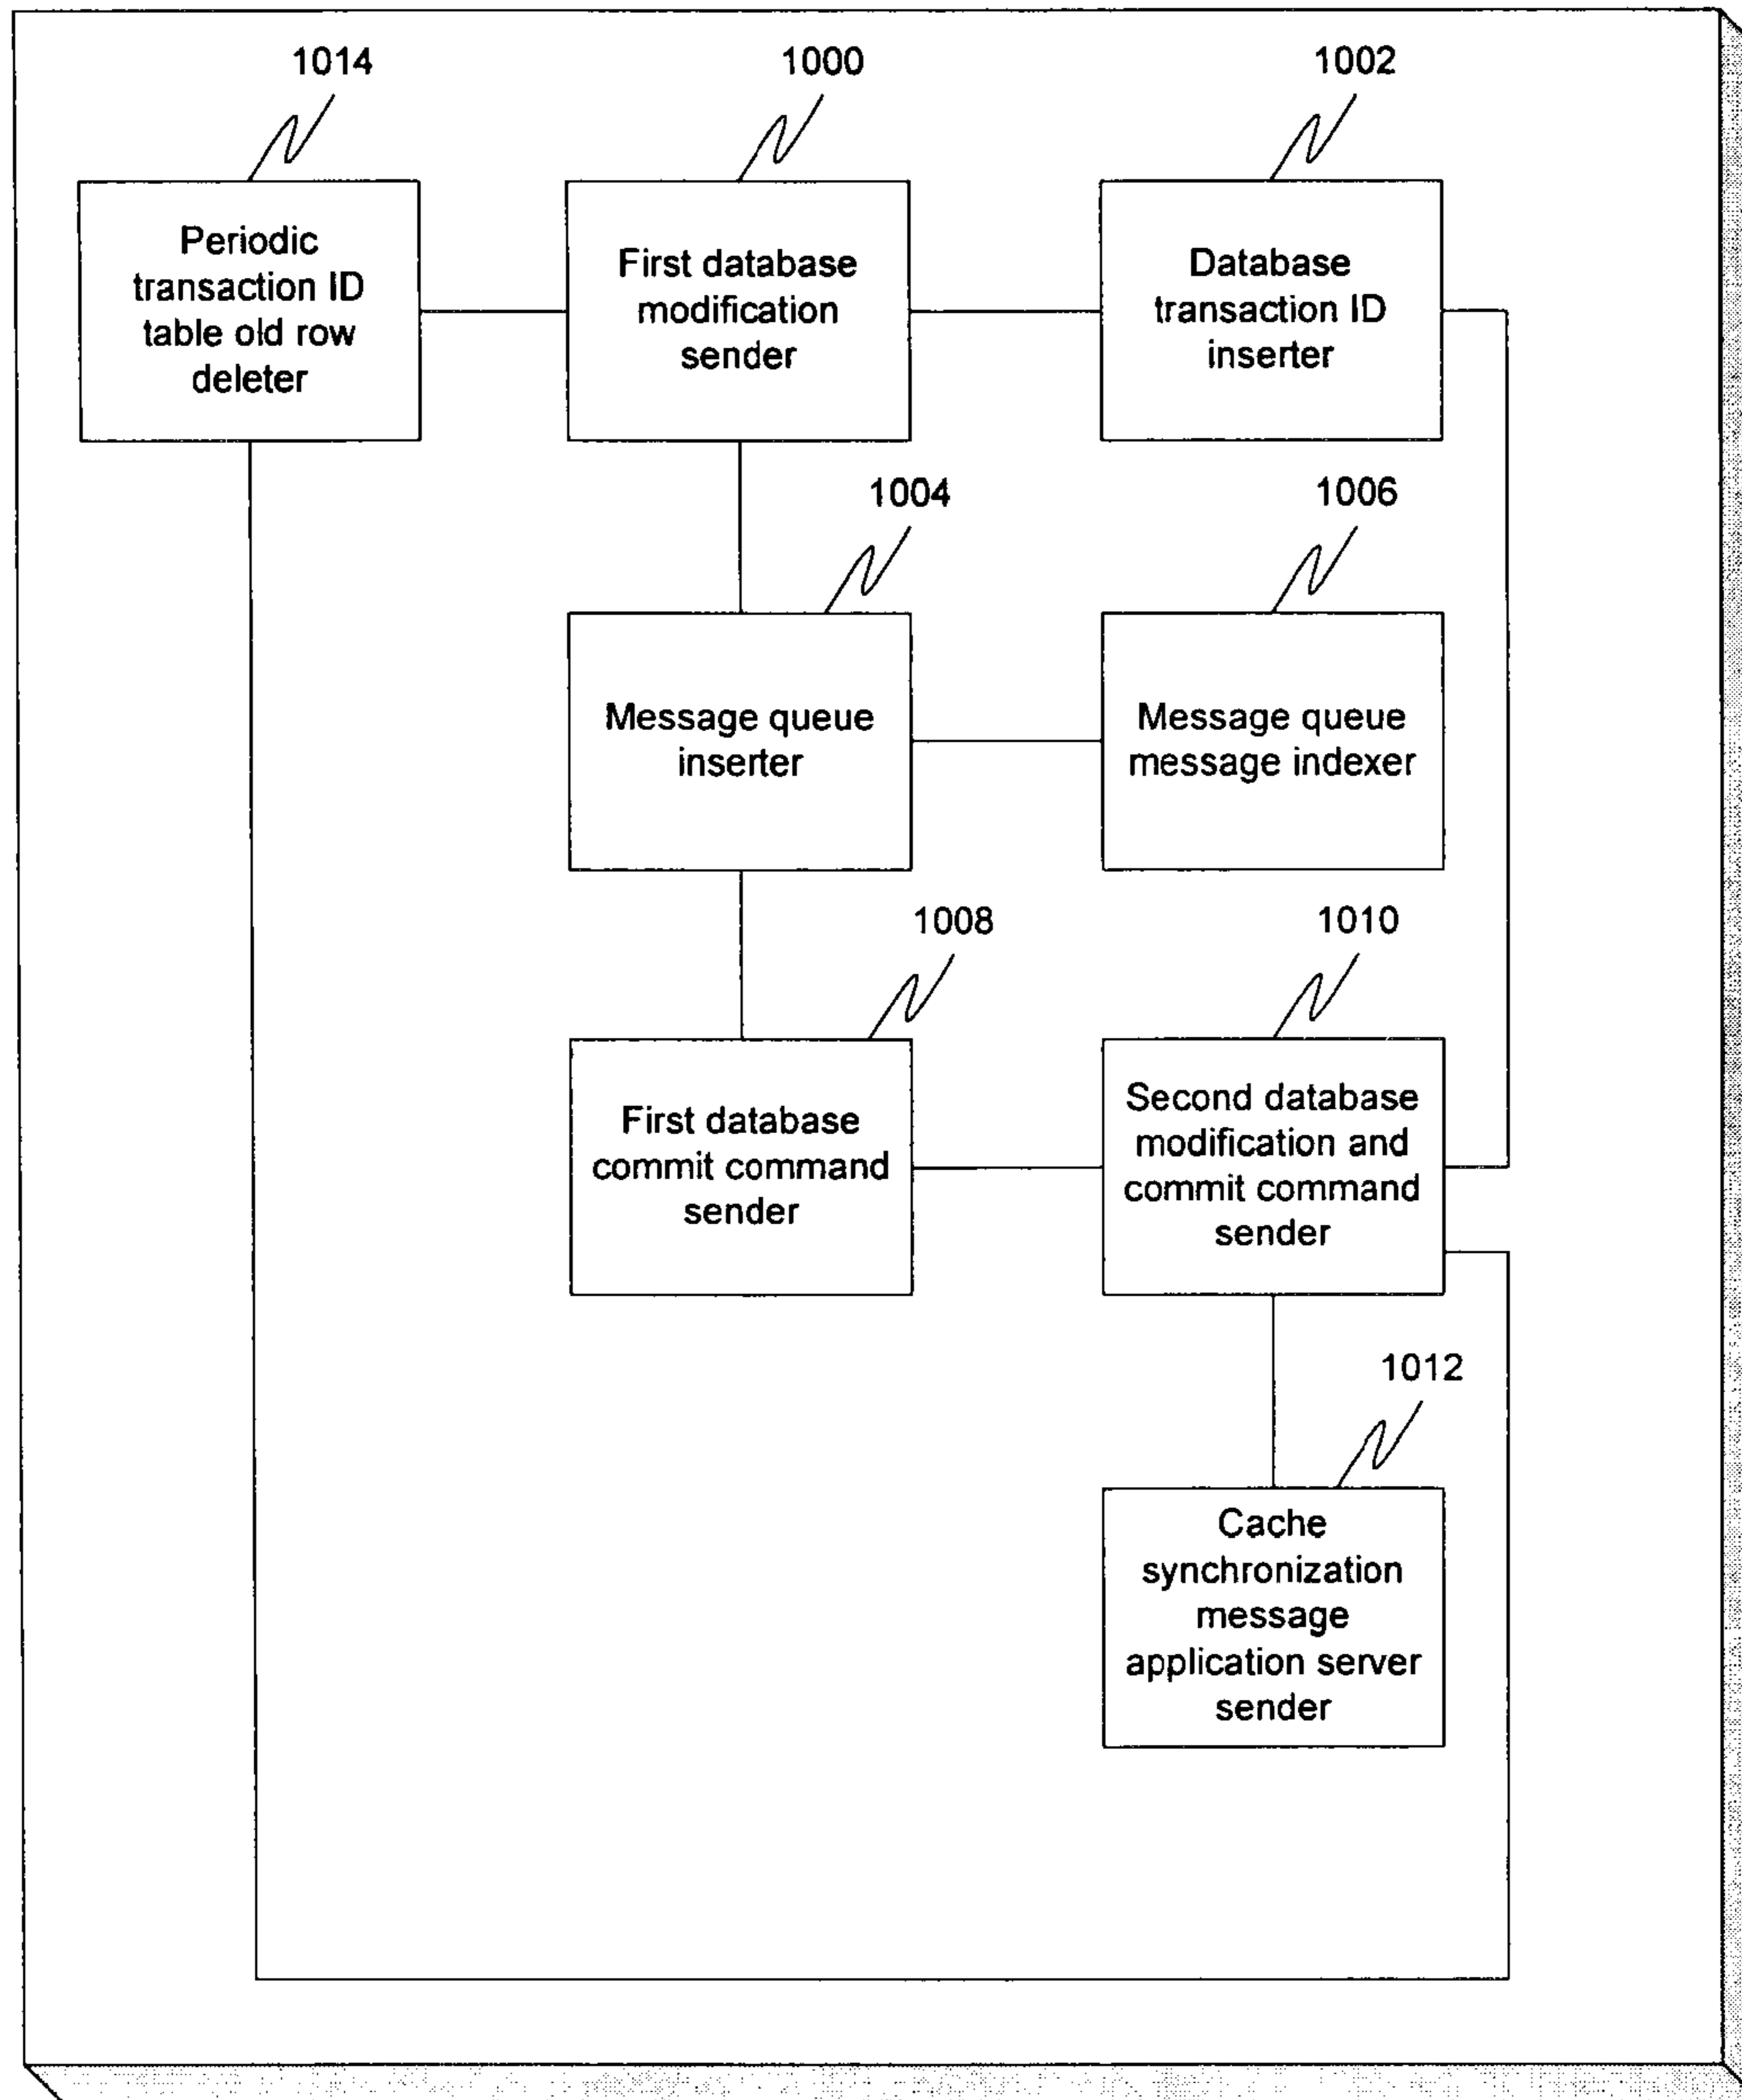 1014
1000
1002
Periodic
transaction ID
table old row
deleter
First database
modification
sender
Database
transaction ID
inserter
1004
1006
Message queue
inserter
Message queue
message indexer
1008
1010
First database
commit command
sender
Second database
modification and
commit command
sender
1012
Cache
synchronization
message
application server
sender